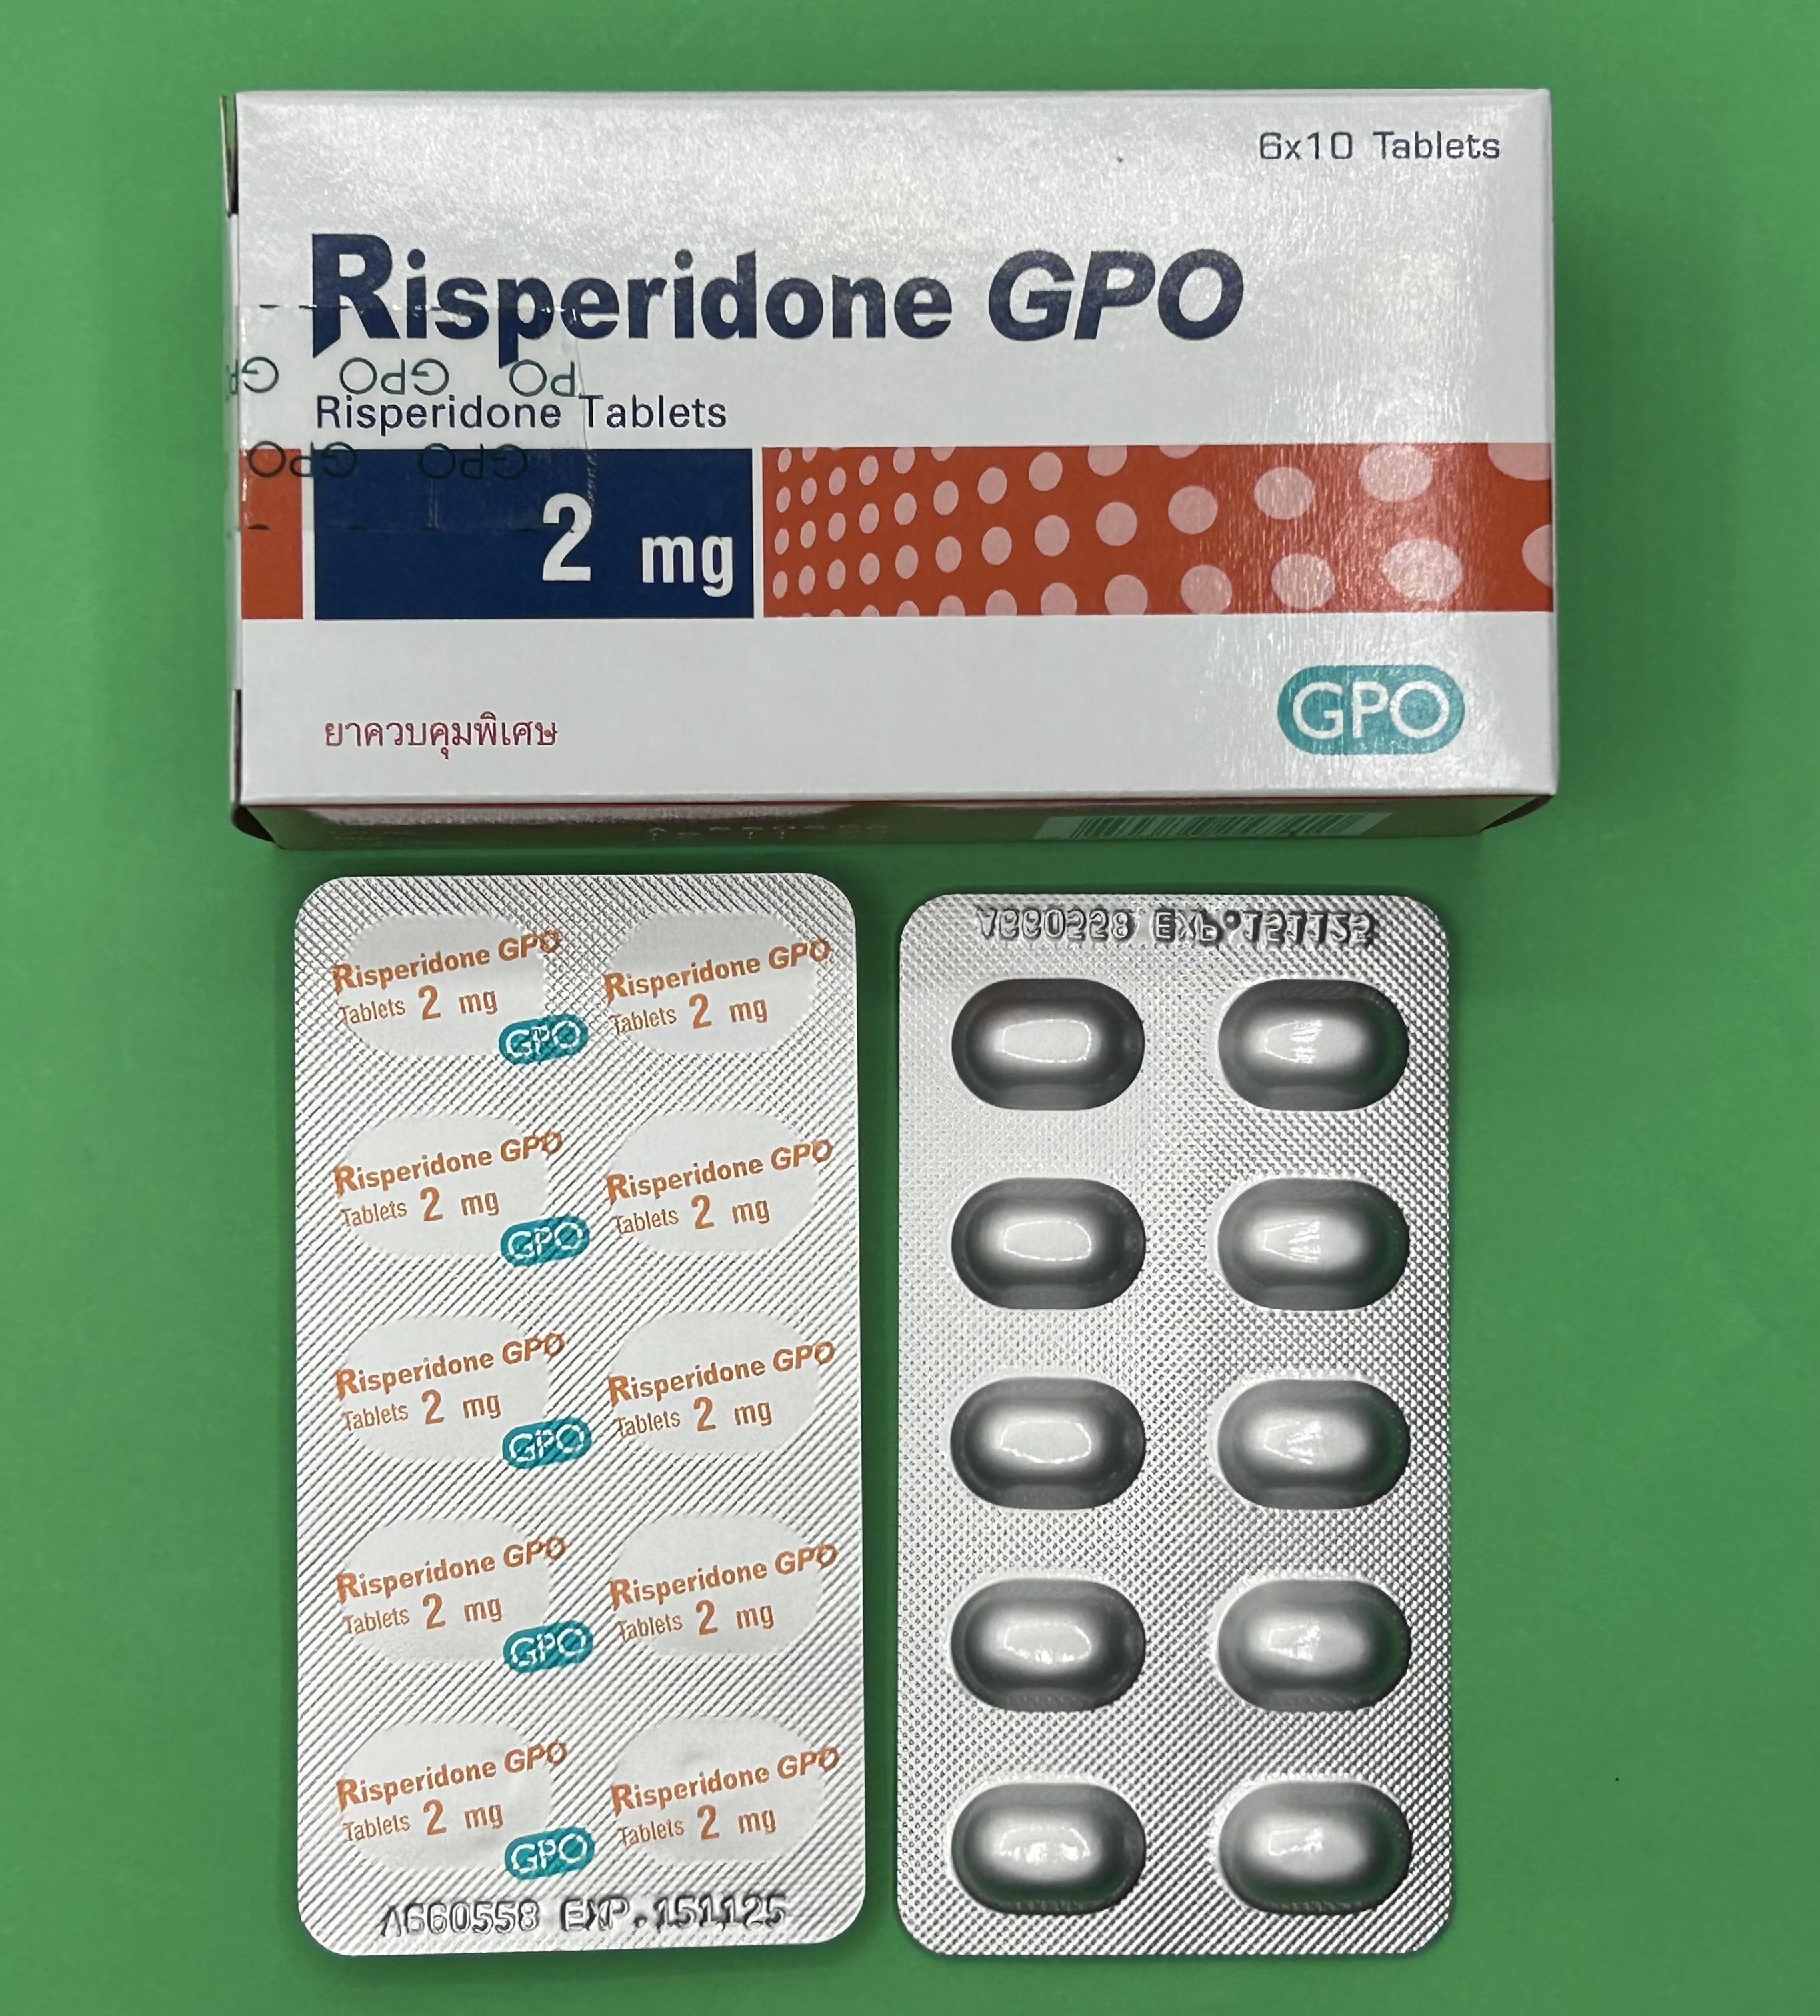 6x10 Tablets
Risperidone GPO
GPO GPO
Risperidone Tablets
GPO GPO
2 mg
ยาควบคุมพิเศษ
GPO
Risperidone GPO
Tablets 2 mg
GPO
Risperidone GPO
Tablets 2 mg
Risperidone GPO
Tablets 2 mg
GPO
Risperidone GPO
Tablets 2 mg
Risperidone GPO
Tablets 2 mg
GPO
Risperidone GPO
Tablets 2 mg
Risperidone GPO
Tablets 2 mg
GPO
Risperidone GPO
Tablets 2 mg
Risperidone GPO
Tablets 2 mg
GPO
Risperidone GPO
Tablets 2 mg
A660558 EXP.151125